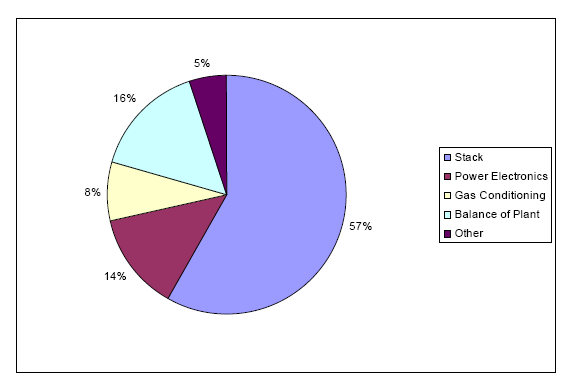 5%
16%
8%
57%
14%
Stack
Power Electronics
Gas Conditioning
Balance of Plant
Other